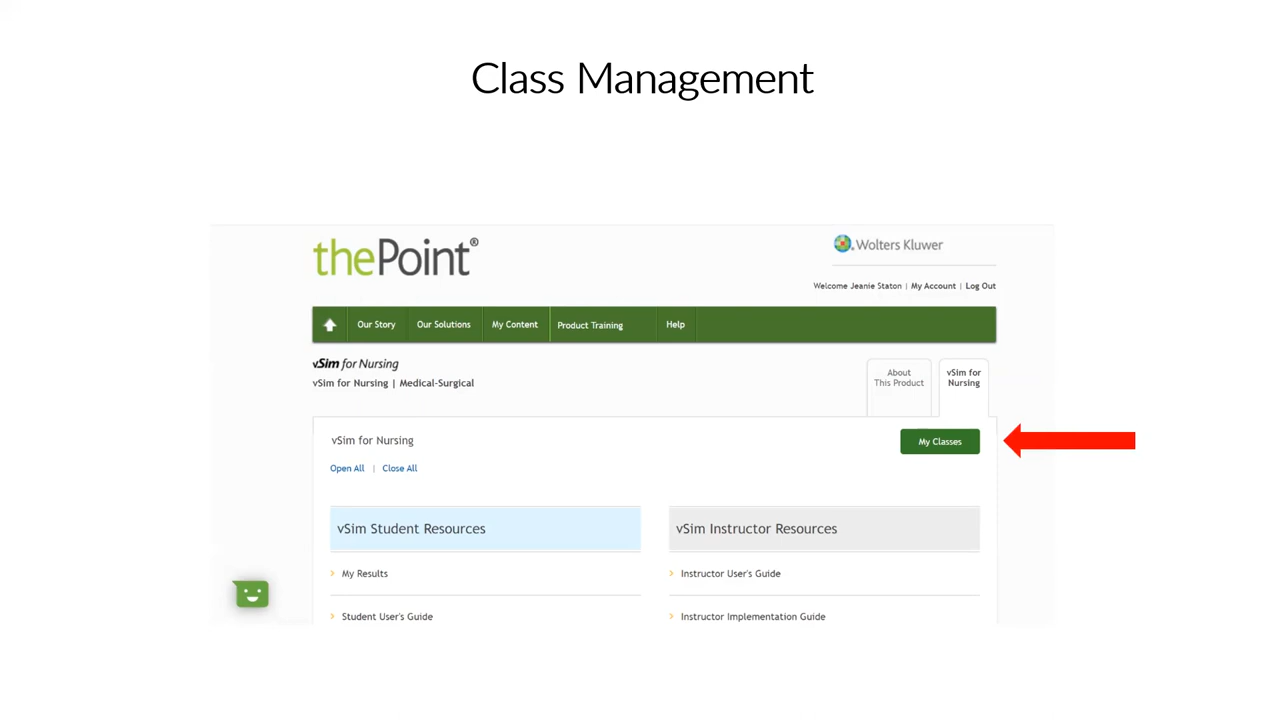 Class Management
thePoint®
Wolters Kluwer
Welcome Jeanie Staton | My Account | Log Out
Our Story Our Solutions My Content Product Training Help
vSim for Nursing
vSim for Nursing | Medical-Surgical
About
This Product
vSim for
Nursing
vSim for Nursing
My Classes
Open All | Close All
vSim Student Resources
vSim Instructor Resources
My Results
Instructor User's Guide
Student User's Guide
Instructor Implementation Guide